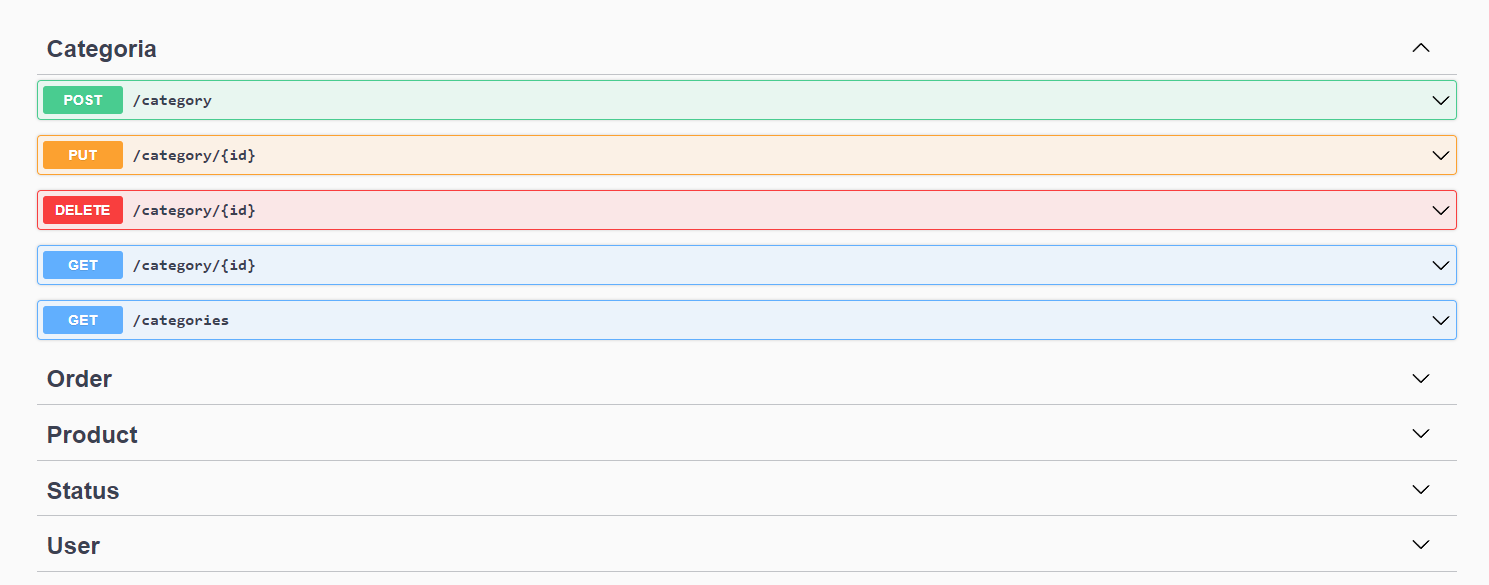 Categoria
POST /category
PUT /category/{id}
DELETE /category/{id}
GET /category/{id}
GET /categories
Order
Product
Status
User